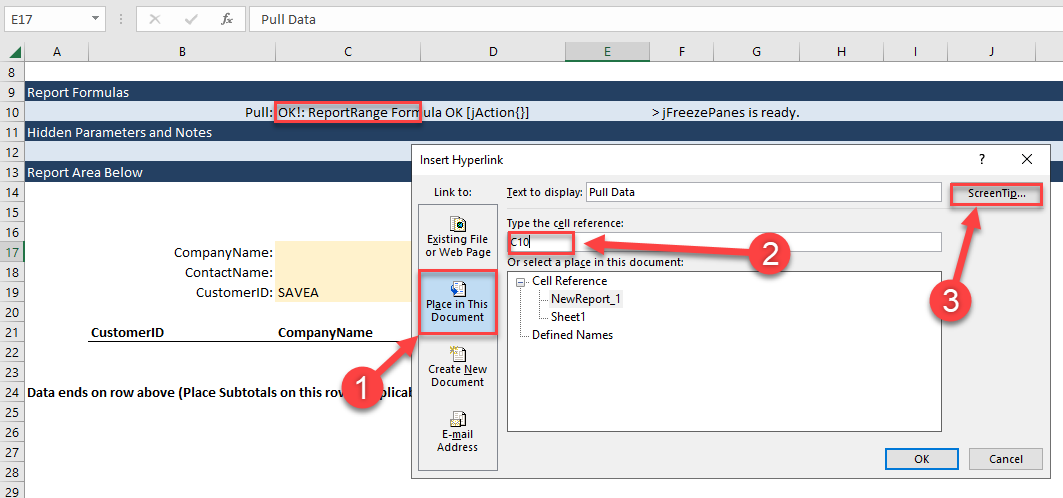 E17
fx
Pull Data
A B C D E F G H I J
8
9 Report Formulas
10 Pull: OK!: ReportRange Formula OK [jAction{}] > jFreezePanes is ready.
11 Hidden Parameters and Notes
12
13 Report Area Below
14
15
16
17 CompanyName:
18 ContactName:
19 CustomerID: SAVEA
20
21 CustomerID CompanyName
22
23
24 Data ends on row above (Place Subtotals on this row
25
26
27
28
29
Insert Hyperlink
?
Link to:
Text to display: Pull Data
ScreenTip...
Existing File
or Web Page
Place in This
Document
Create New
Document
E-mail
Address
Type the cell reference:
C10
Or select a place in this document:
Cell Reference
NewReport_1
Sheet1
Defined Names
OK
Cancel
1
2
3